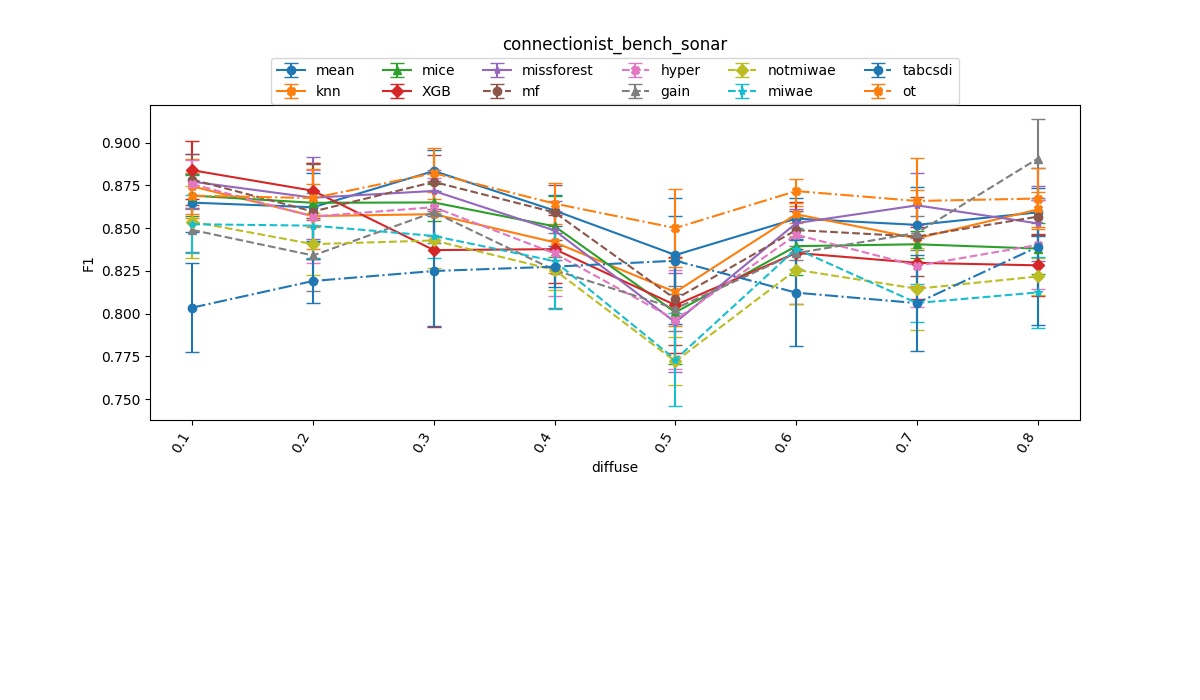 connectionist_bench_sonar
mean mice missforest hyper notmiwae tabcsdi
knn XGB mf gain miwae ot
0.900
0.875
0.850
0.825
0.800
0.775
0.750
F1
0.1 0.2 0.3 0.4 0.5 0.6 0.7 0.8
diffuse